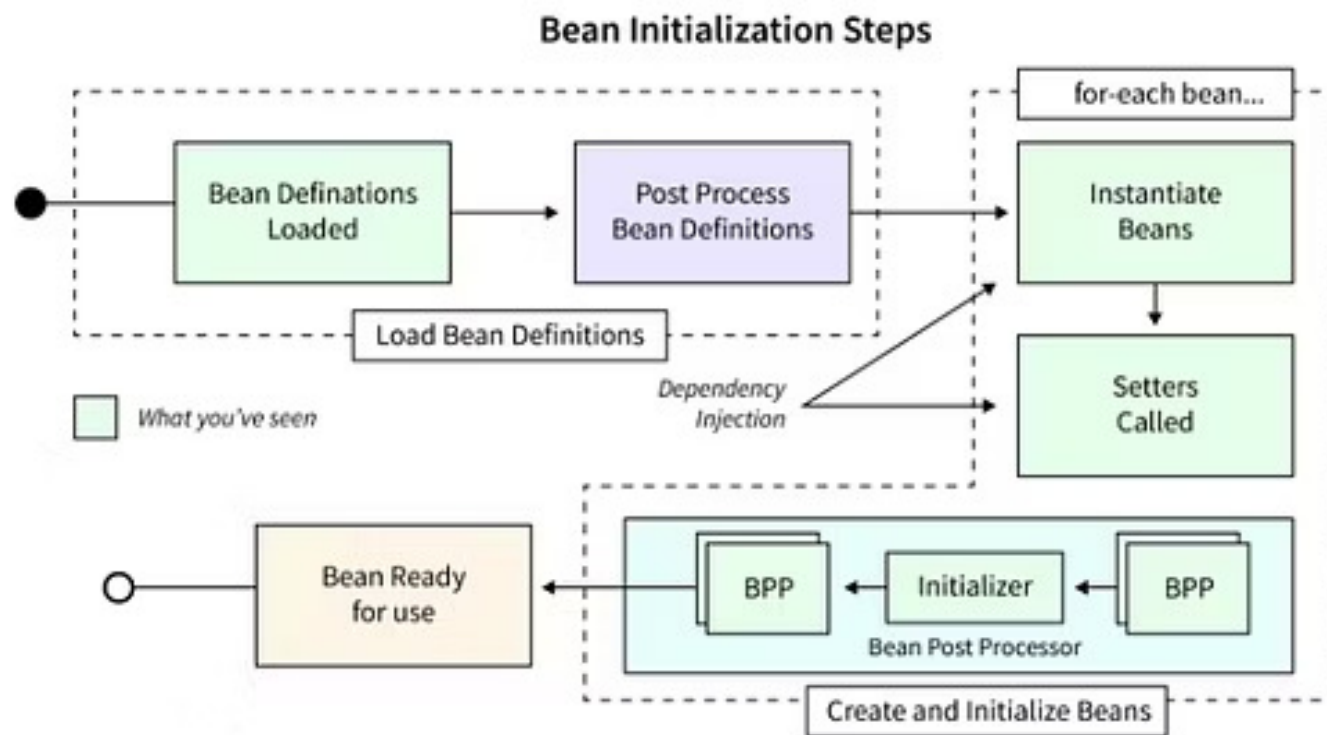 Bean Initialization Steps
for-each bean...
Bean Definations
Loaded
Post Process
Bean Definitions
Instantiate
Beans
Load Bean Definitions
Dependency
Injection
Setters
Called
What you've seen
Bean Ready
for use
BPP
Initializer
BPP
Bean Post Processor
Create and Initialize Beans